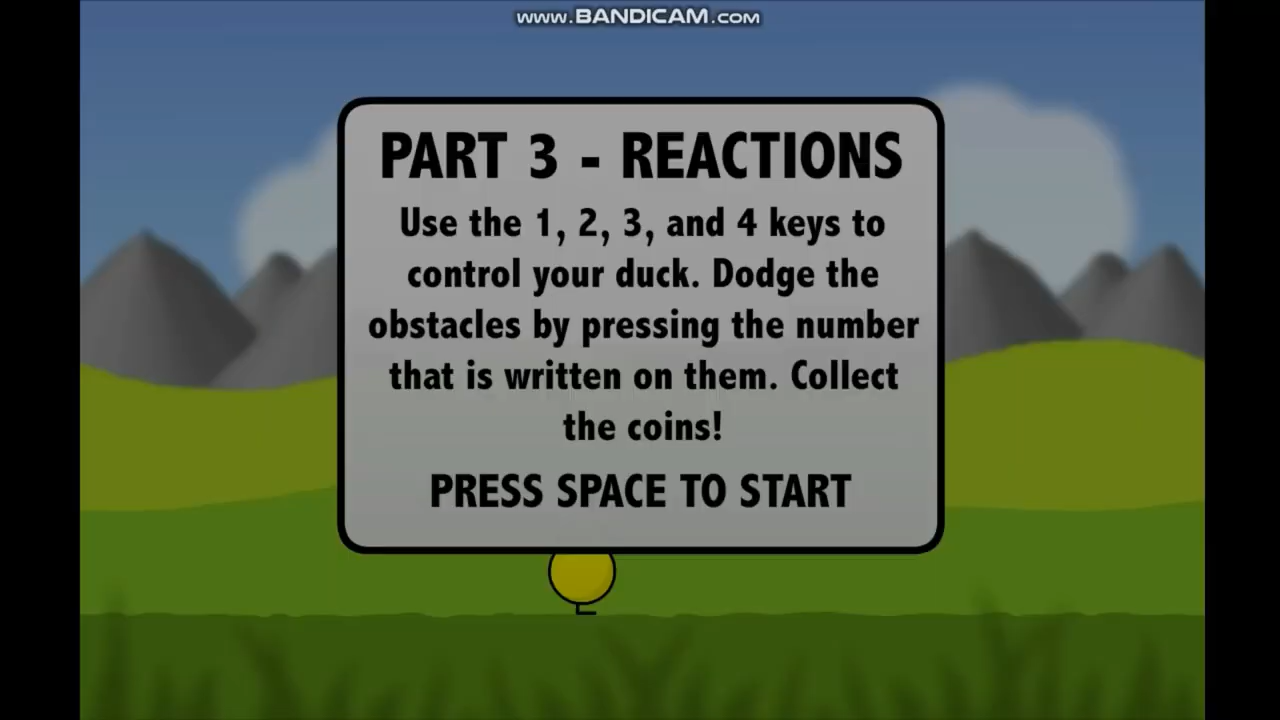 www.BANDICAM.com
PART 3 - REACTIONS
Use the 1, 2, 3, and 4 keys to
control your duck. Dodge the
obstacles by pressing the number
that is written on them. Collect
the coins!
PRESS SPACE TO START